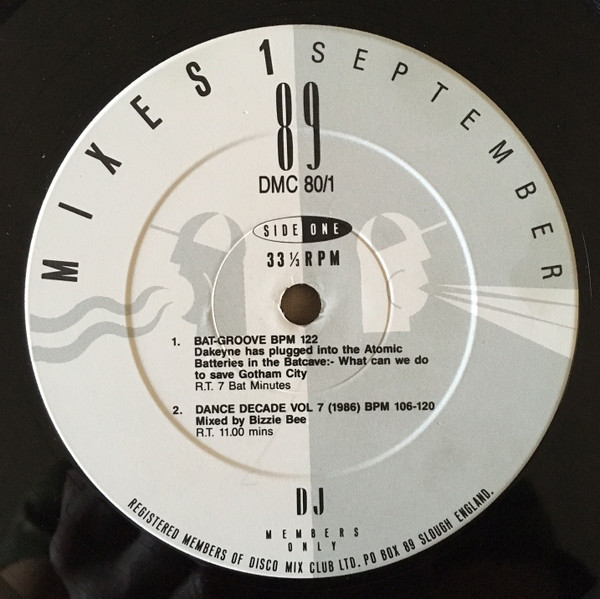 MIXES 1 SEPTEMBER
89
DMC 80/1
SIDE ONE
33⅓ RPM
1. BAT-GROOVE BPM 122
Dakeyne has plugged into the Atomic
Batteries in the Batcave:- What can we do
to save Gotham City
R.T. 7 Bat Minutes
2. DANCE DECADE VOL 7 (1986) BPM 106-120
Mixed by Bizzie Bee
R.T. 11.00 mins
DJ
MEMBERS
ONLY
REGISTERED MEMBERS OF DISCO MIX CLUB LTD. PO BOX 89 SLOUGH ENGLAND.